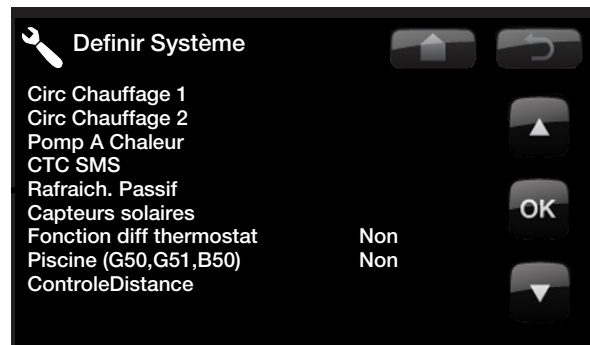 Definir Système
Circ Chauffage 1
Circ Chauffage 2
Pomp A Chaleur
CTC SMS
Rafraich. Passif
Capteurs solaires
Fonction diff thermostat Non
Piscine (G50,G51,B50) Non
ControleDistance
OK